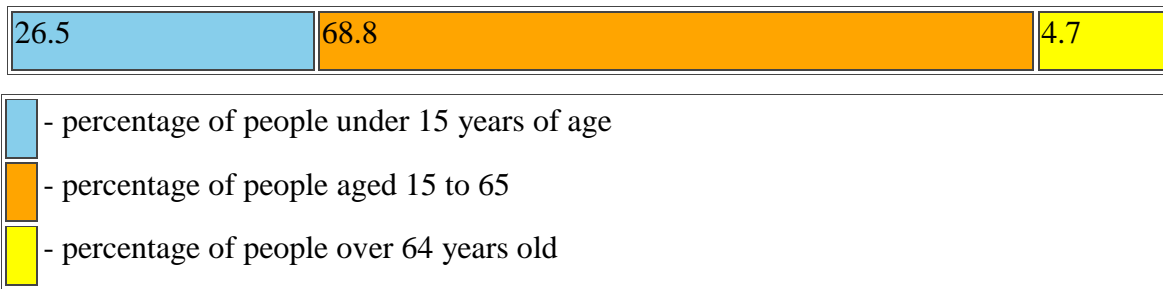 26.5 68.8 4.7
- percentage of people under 15 years of age
- percentage of people aged 15 to 65
- percentage of people over 64 years old